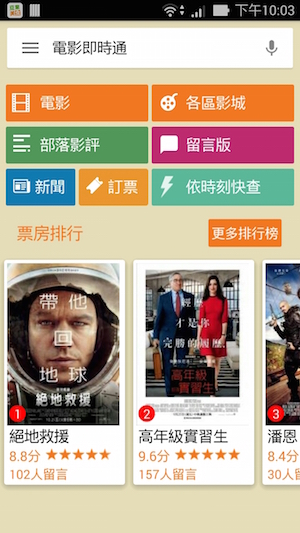 下午10:03
電影即時通
電影
各區影城
部落影評
留言版
新聞
訂票
依時刻快查
票房排行
更多排行榜
帶他
回
地球
絕地救援
1
絕地救援
8.8分
102人留言
經歷
才是你
完勝的履歷
高年級
實習生
2
高年級實習生
9.6分
157人留言
3
潘恩
8.4分
30人留